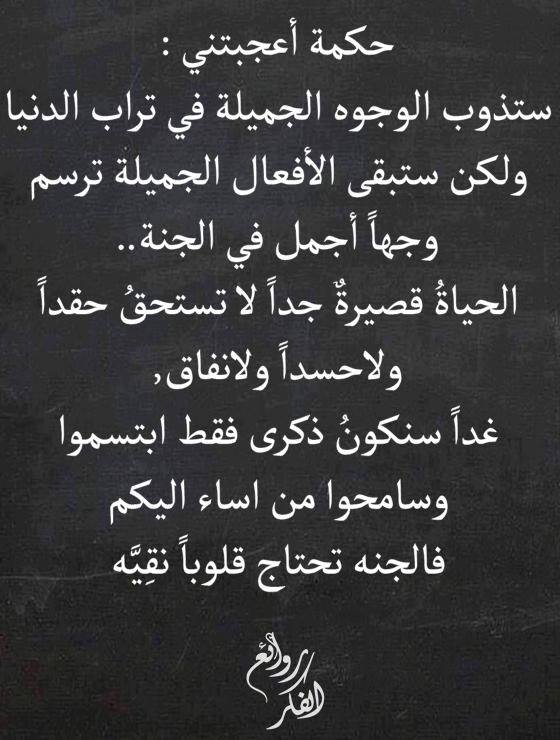 حكمة أعجبتني :
ستذوب الوجوه الجميلة في تراب الدنيا
ولكن ستبقى الأفعال الجميلة ترسم
وجهاً أجمل في الجنة..
الحياةُ قصيرةٌ جداً لا تستحقُ حقداً
ولاحسداً ولانفاق,
غداً سنكونُ ذكرى فقط ابتسموا
وسامحوا من اساء اليكم
فالجنه تحتاج قلوباً نقِيَّه
روائع
الفكر